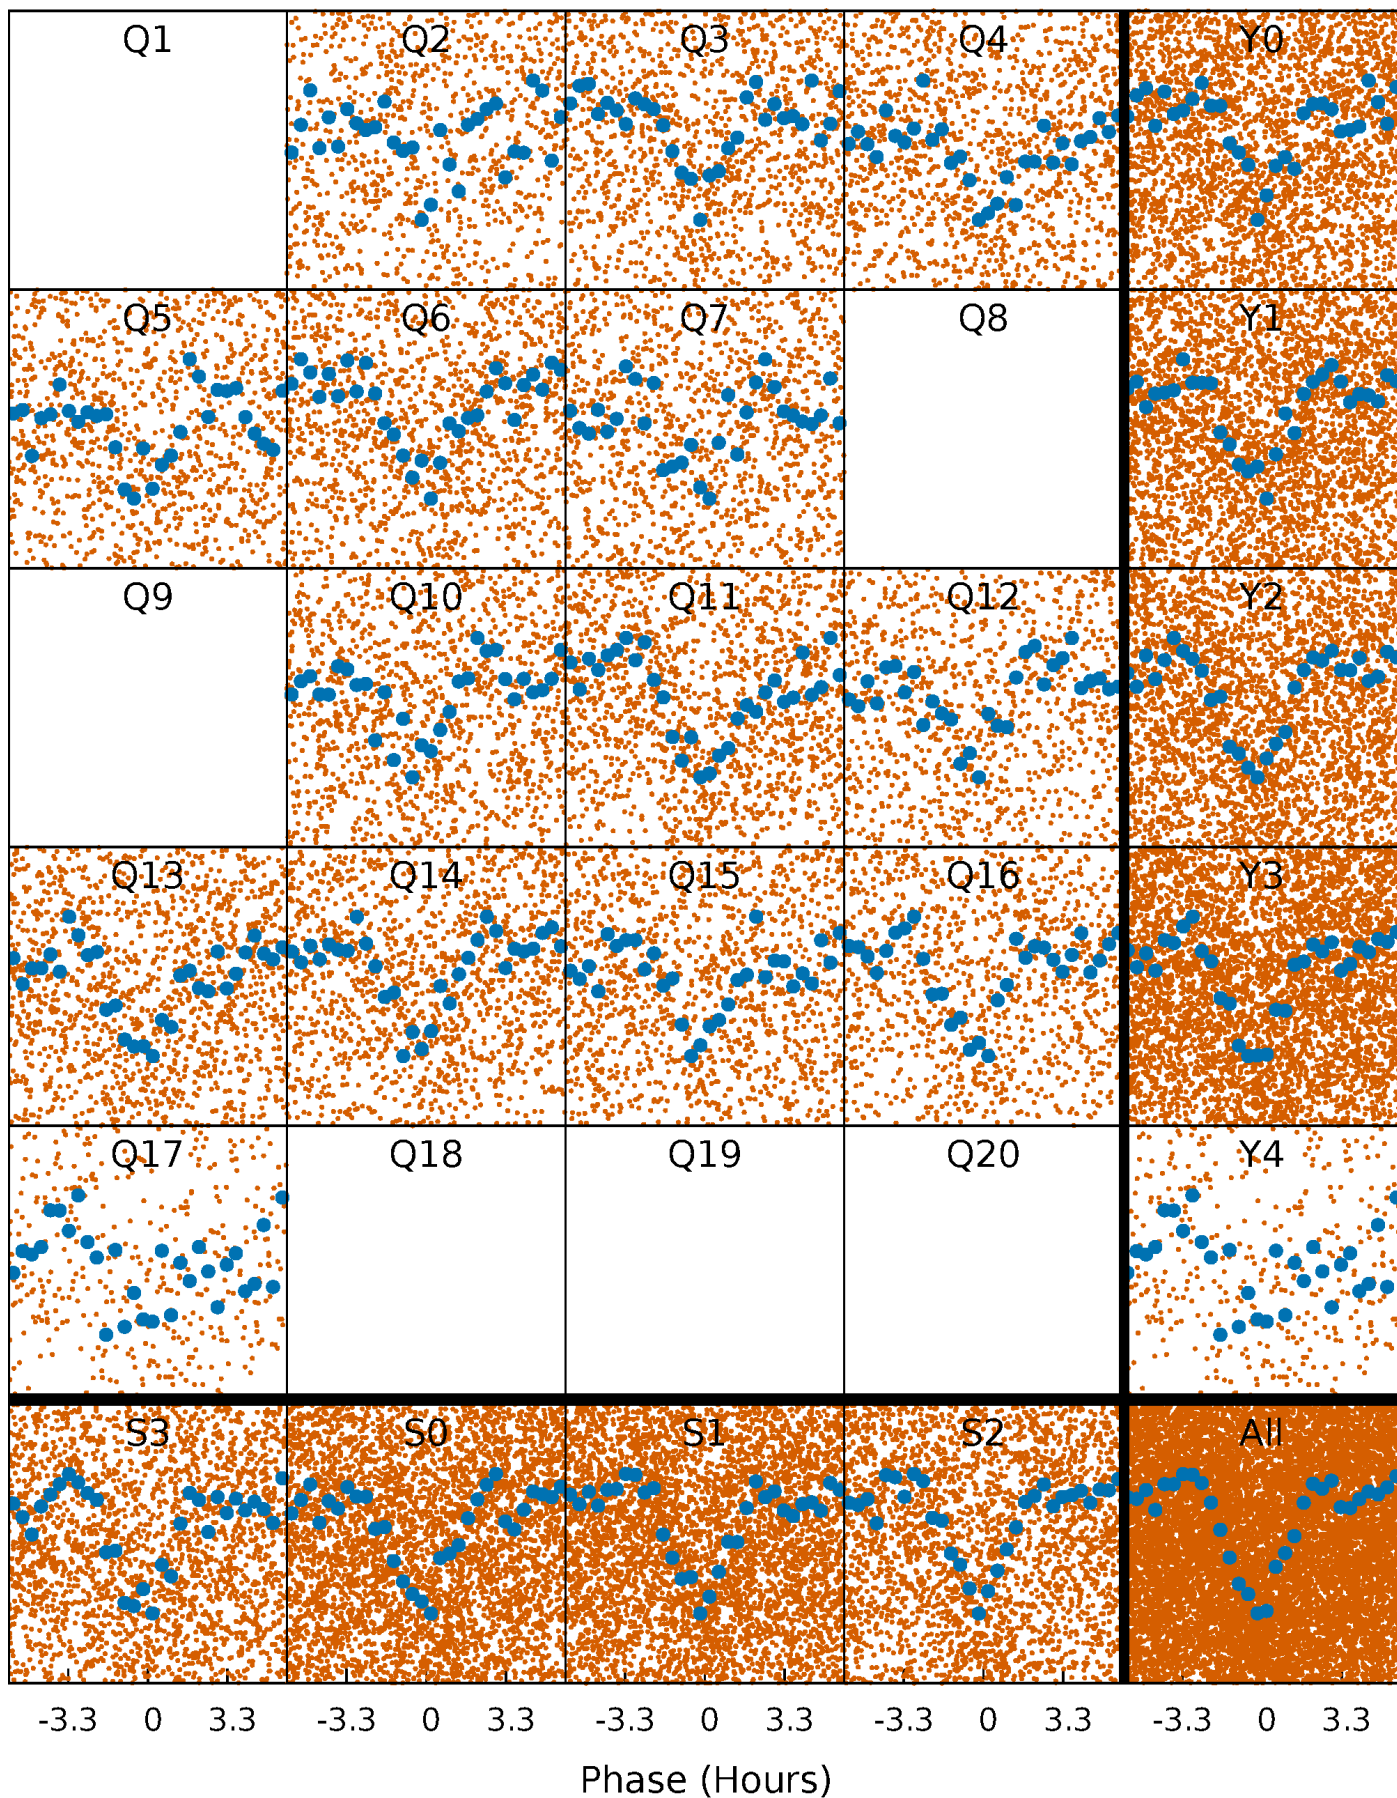 Q1 Q2 Q3 Q4 Y0
Q5 Q6 Q7 Q8 Y1
Q9 Q10 Q11 Q12 Y2
Q13 Q14 Q15 Q16 Y3
Q17 Q18 Q19 Q20 Y4
S3 S0 S1 S2 All
-3.3 0 3.3 -3.3 0 3.3 -3.3 0 3.3 -3.3 0 3.3 -3.3 0 3.3
Phase (Hours)